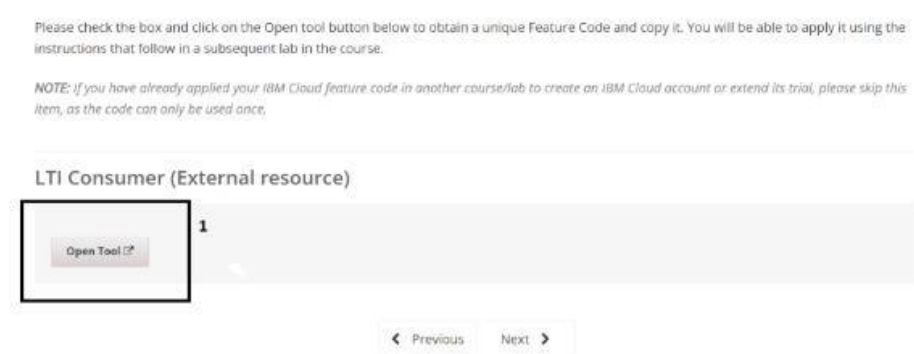 Please check the box and click on the Open tool button below to obtain a unique Feature Code and copy it. You will be able to apply it using the
instructions that follow in a subsequent lab in the course.
NOTE: If you have already applied your IBM Cloud feature code in another course/lab to create an IBM Cloud account or extend its trial, please skip this
item, as the code can only be used once.
LTI Consumer (External resource)
1
Open Tool
Previous Next